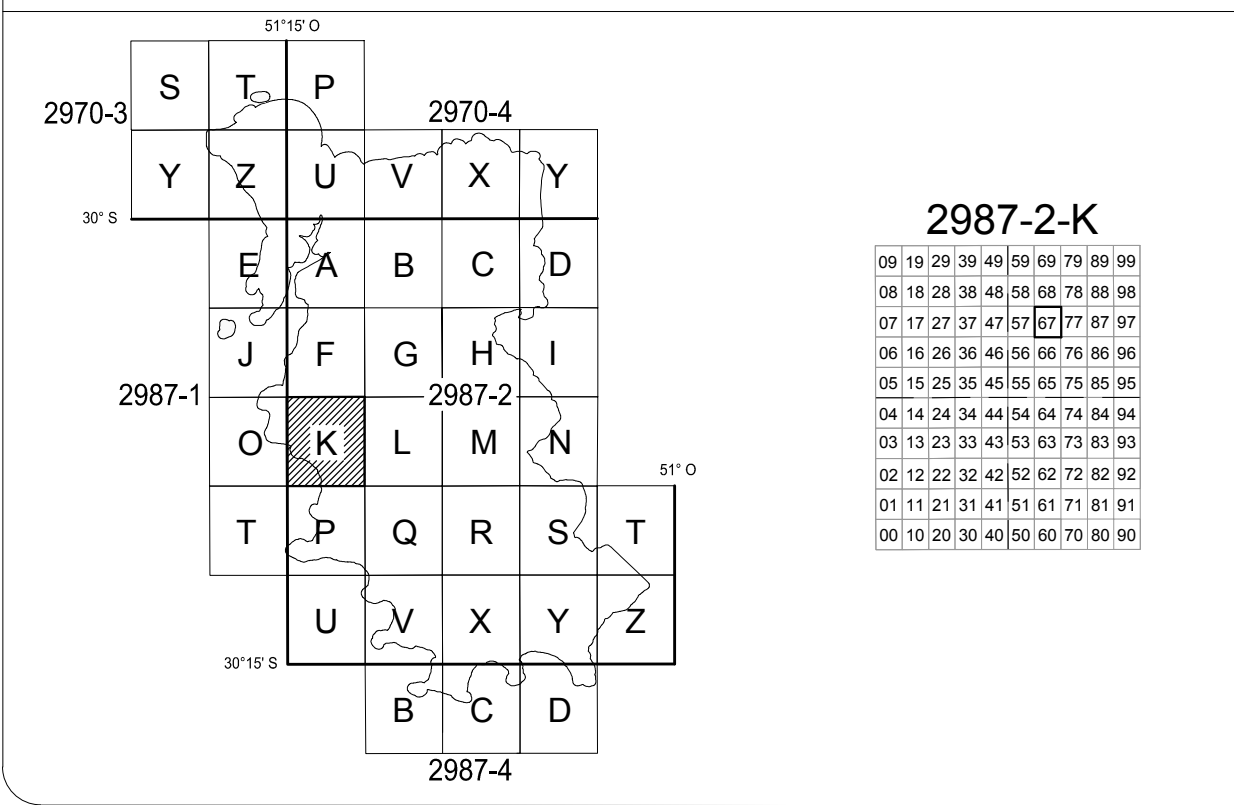 51°15' O
S T P
2970-3 2970-4
Y Z U V X Y
30° S
E A B C D
J F G H I
2987-1 2987-2
O K L M N
51° O
T P Q R S T
U V X Y Z
30°15' S
B C D
2987-4
2987-2-K
09 19 29 39 49 59 69 79 89 99
08 18 28 38 48 58 68 78 88 98
07 17 27 37 47 57 67 77 87 97
06 16 26 36 46 56 66 76 86 96
05 15 25 35 45 55 65 75 85 95
04 14 24 34 44 54 64 74 84 94
03 13 23 33 43 53 63 73 83 93
02 12 22 32 42 52 62 72 82 92
01 11 21 31 41 51 61 71 81 91
00 10 20 30 40 50 60 70 80 90